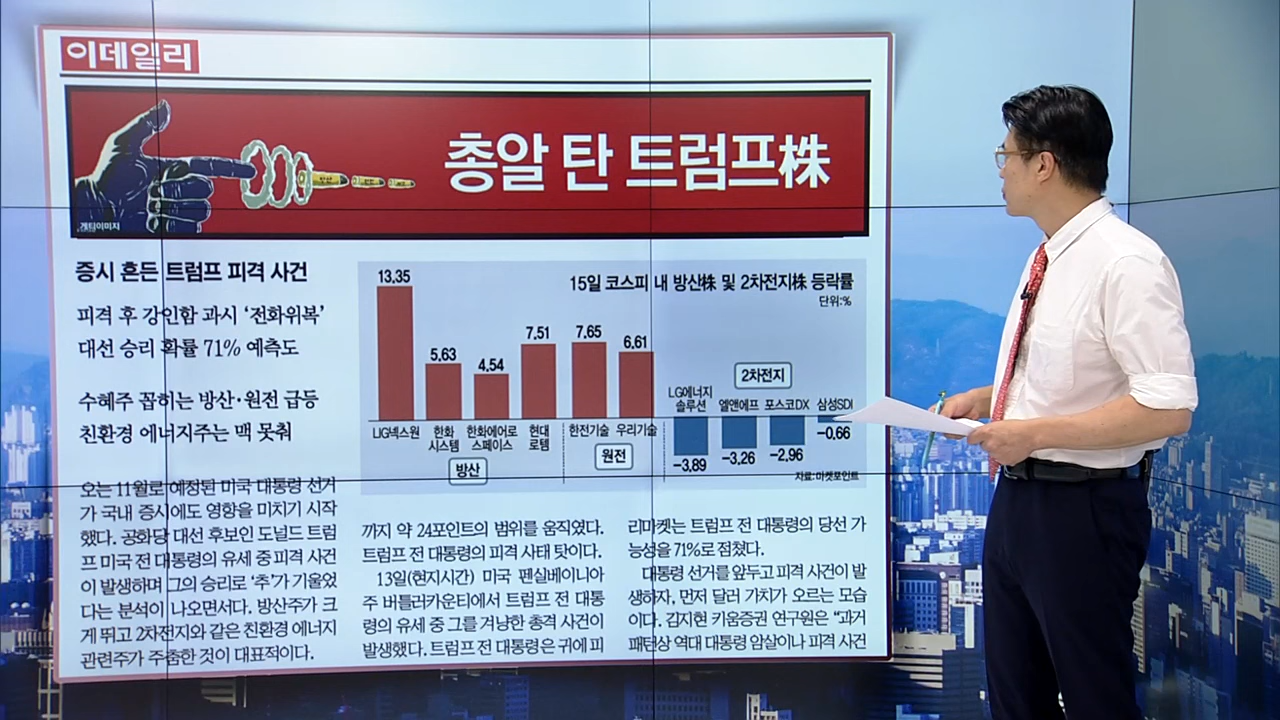 이데일리
총알 탄 트럼프株
게티이미지
증시 흔든 트럼프 피격 사건
피격 후 강인함 과시 ‘전화위복’
대선 승리 확률 71% 예측도
수혜주 꼽히는 방산·원전 급등
친환경 에너지주는 맥 못춰
15일 코스피 내 방산株 및 2차전지株 등락률
단위:%
13.35
5.63
4.54
7.51
7.65
6.61
LIG넥스원
한화
시스템
한화에어로
스페이스
현대
로템
한전기술
우리기술
방산
원전
2차전지
LG에너지
솔루션
엘앤에프
포스코DX
삼성SDI
-3.89
-3.26
-2.96
-0.66
자료:마켓포인트
오는 11월로 예정된 미국 대통령 선거
가 국내 증시에도 영향을 미치기 시작
했다. 공화당 대선 후보인 도널드 트럼
프 미국 전 대통령의 유세 중 피격 사건
이 발생하며 그의 승리로 ‘추’가 기울었
다는 분석이 나오면서다. 방산주가 크
게 뛰고 2차전지와 같은 친환경 에너지
관련주가 주춤한 것이 대표적이다.
까지 약 24포인트의 범위를 움직였다.
트럼프 전 대통령의 피격 사태 탓이다.
13일(현지시간) 미국 펜실베이니아
주 버틀러카운티에서 트럼프 전 대통
령의 유세 중 그를 겨냥한 총격 사건이
발생했다. 트럼프 전 대통령은 귀에 피
리마켓는 트럼프 전 대통령의 당선 가
능성을 71%로 점쳤다.
대통령 선거를 앞두고 피격 사건이 발
생하자, 먼저 달러 가치가 오르는 모습
이다. 김지현 키움증권 연구원은 “과거
패턴상 역대 대통령 암살이나 피격 사건